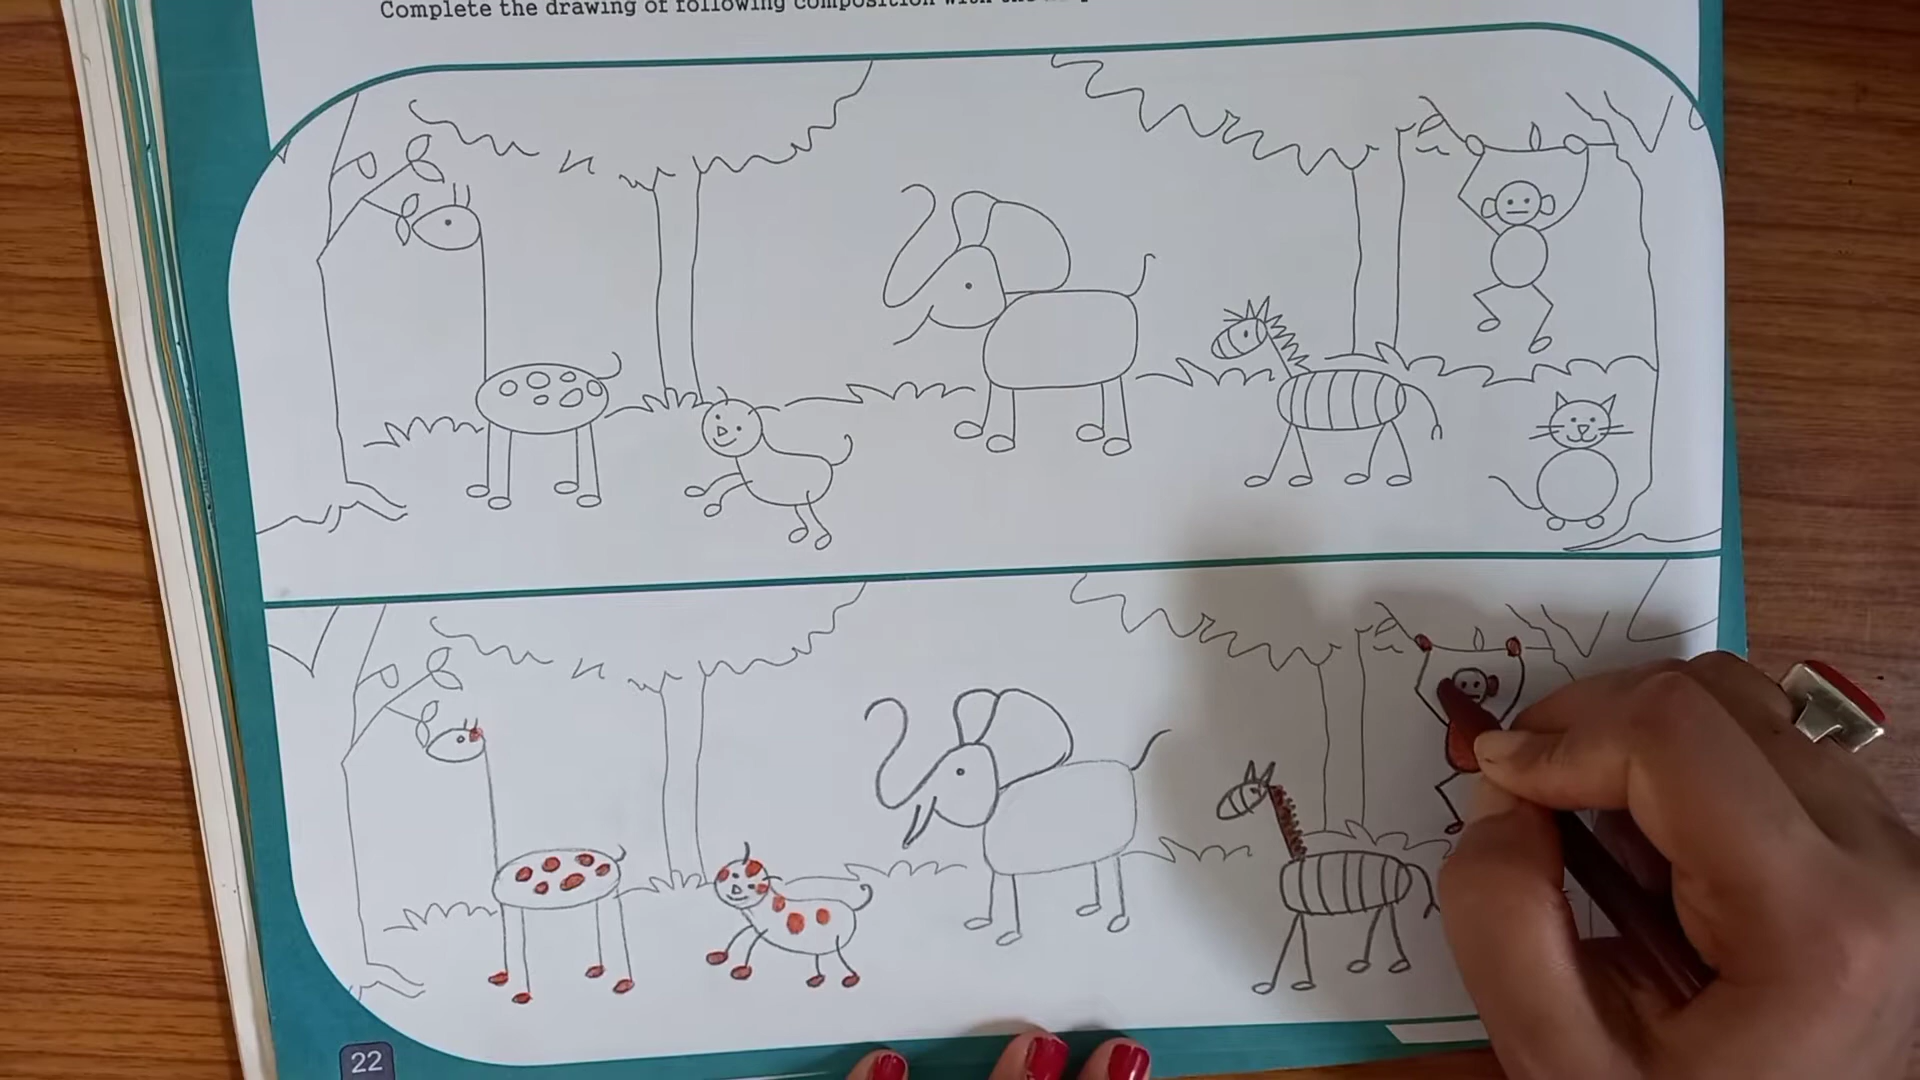 Complete the drawing of following composition with the
22